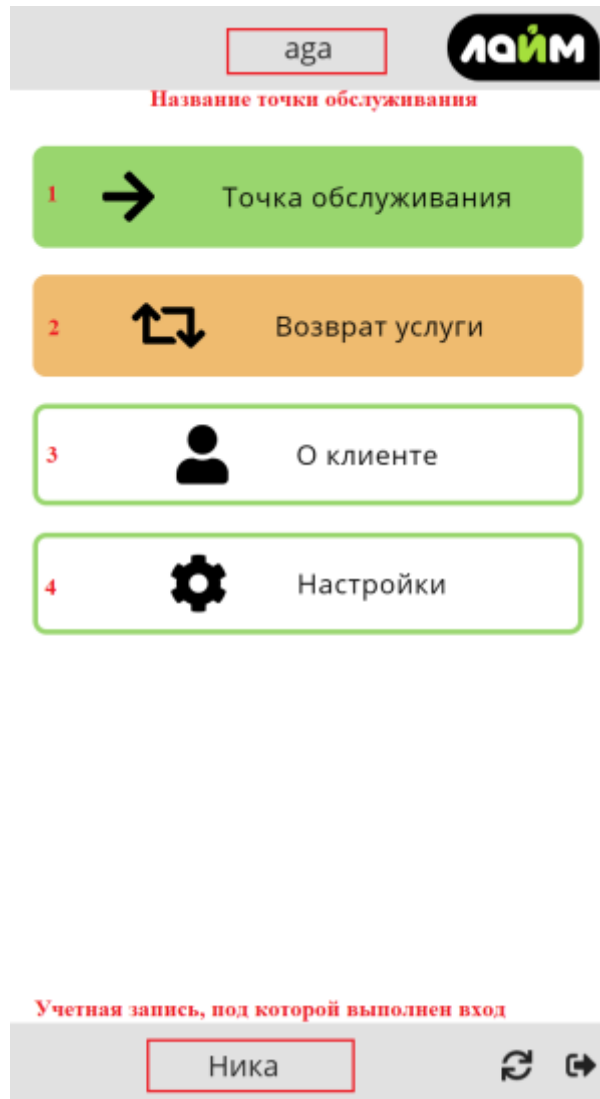 aga
лайм
Название точки обслуживания
1 Точка обслуживания
2 Возврат услуги
3 О клиенте
4 Настройки
Учетная запись, под которой выполнен вход
Ника